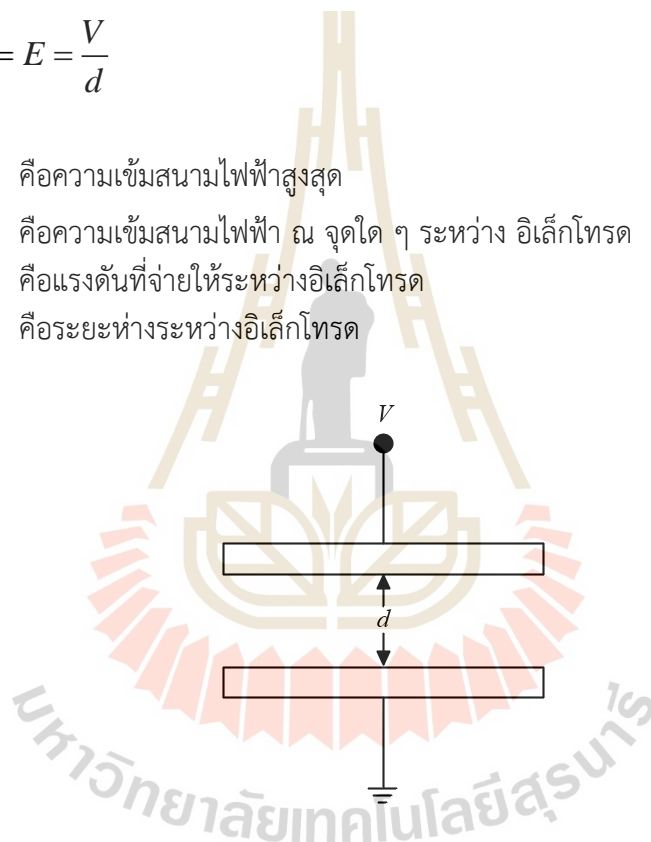 = E = V/d
คือความเข้มสนามไฟฟ้าสูงสุด
คือความเข้มสนามไฟฟ้า ณ จุดใด ๆ ระหว่าง อิเล็กโทรด
คือแรงดันที่จ่ายให้ระหว่างอิเล็กโทรด
คือระยะห่างระหว่างอิเล็กโทรด
V
d
มหาวิทยาลัยเทคโนโลยีสุรนารี